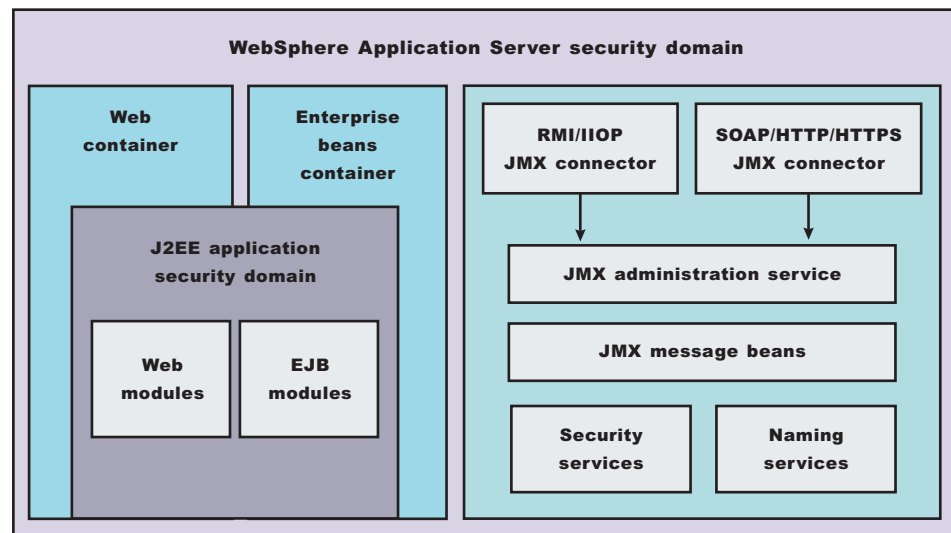 WebSphere Application Server security domain
Web
container
Enterprise
beans
container
J2EE application
security domain
Web
modules
EJB
modules
RMI/IIOP
JMX connector
SOAP/HTTP/HTTPS
JMX connector
JMX administration service
JMX message beans
Security
services
Naming
services